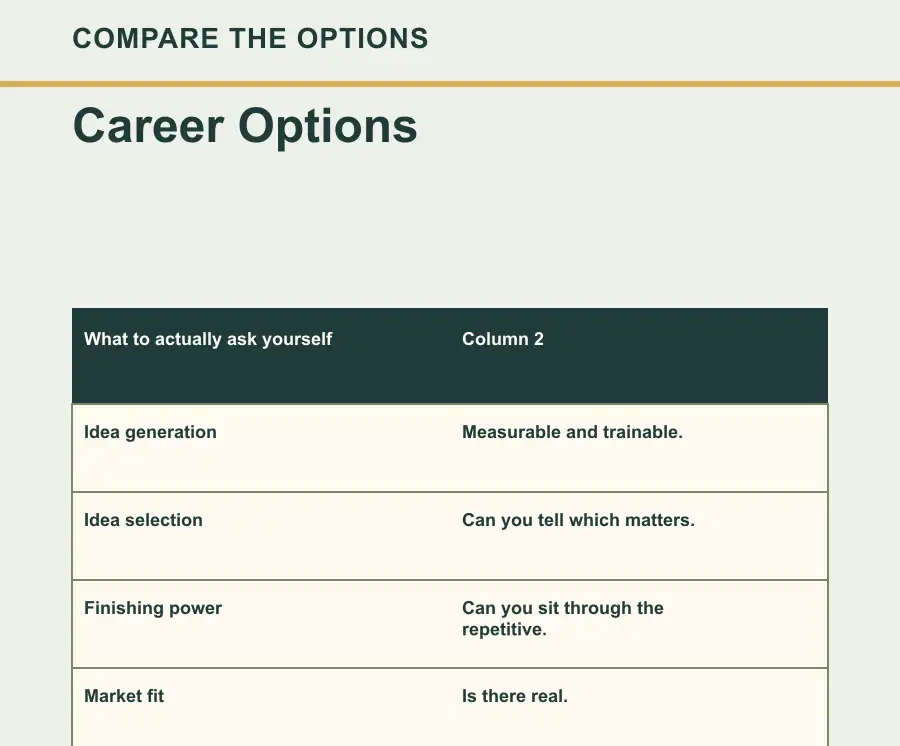 COMPARE THE OPTIONS
Career Options
What to actually ask yourself
Column 2
Idea generation
Measurable and trainable.
Idea selection
Can you tell which matters.
Finishing power
Can you sit through the
repetitive.
Market fit
Is there real.